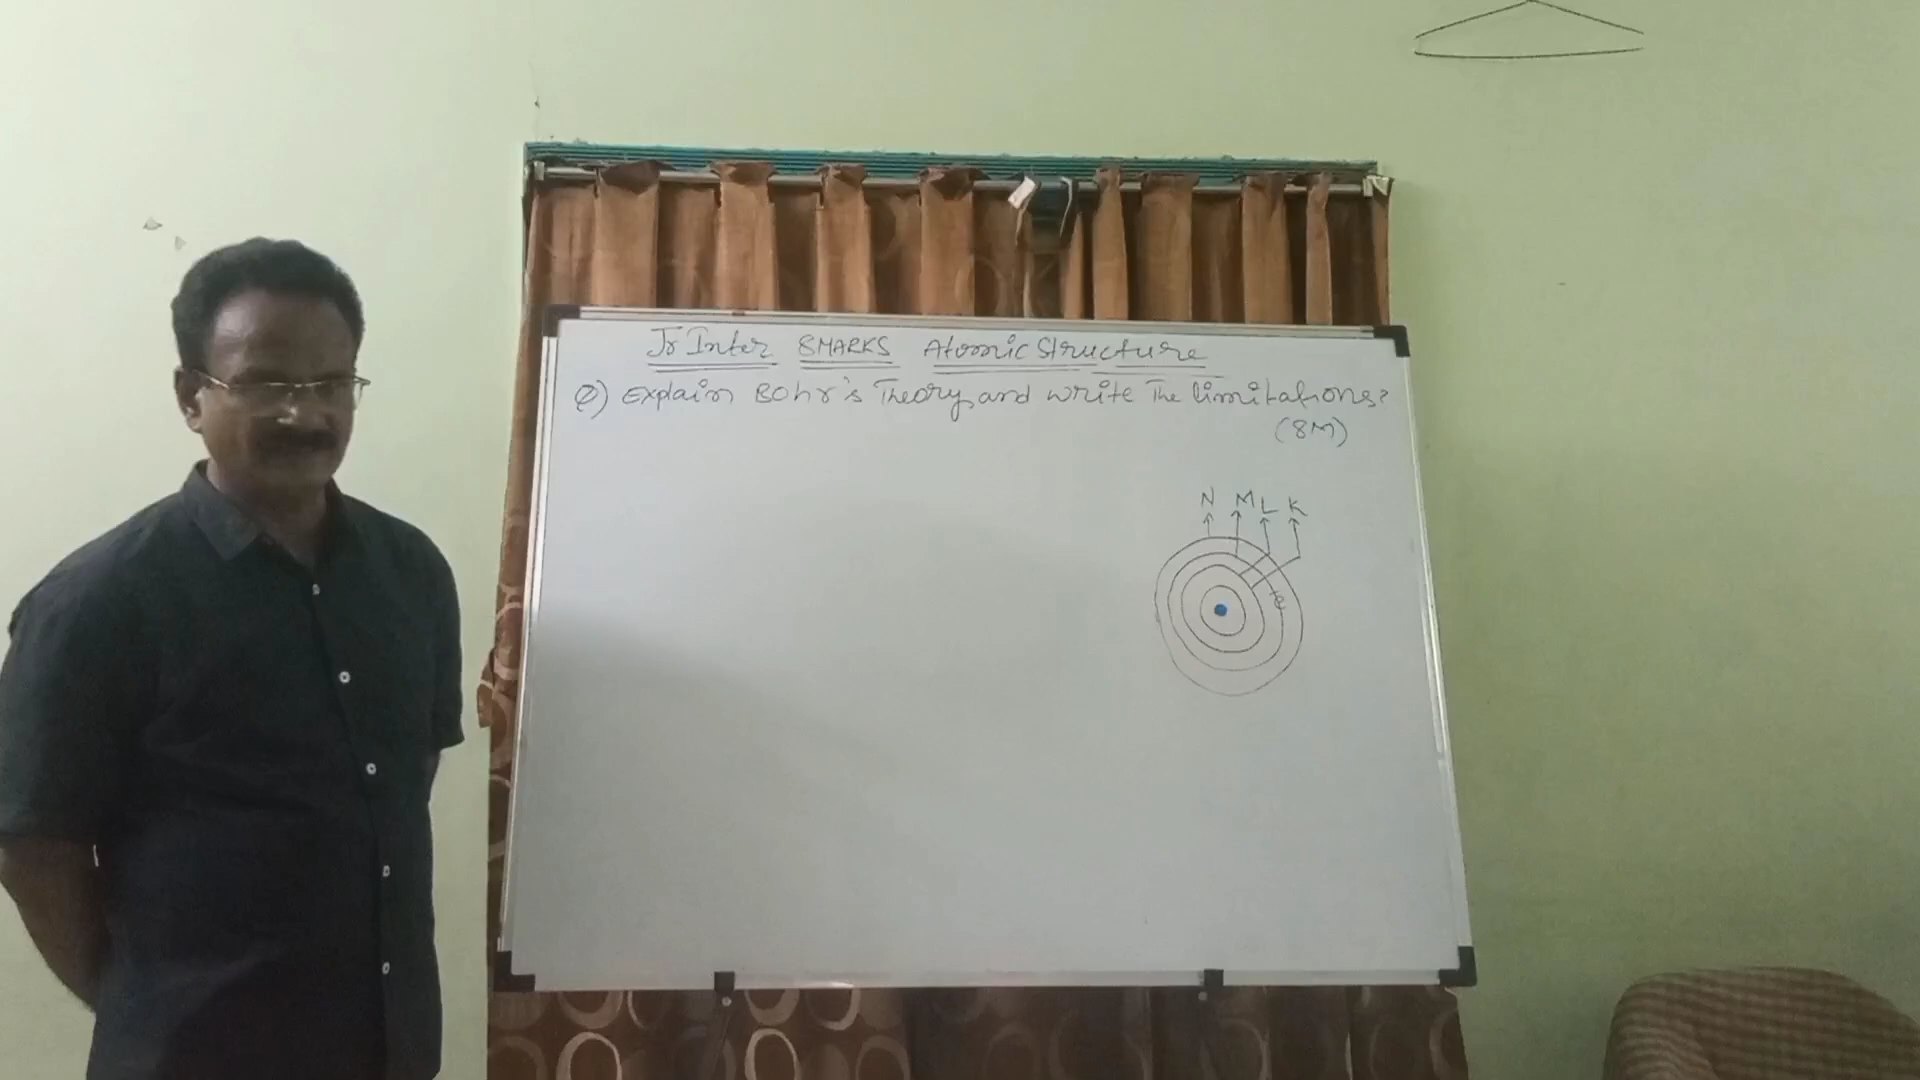 Jr Inter 8MARKS Atomic Structure
Q) Explain Bohr's Theory and write The limitations?
(8M)
N M L K